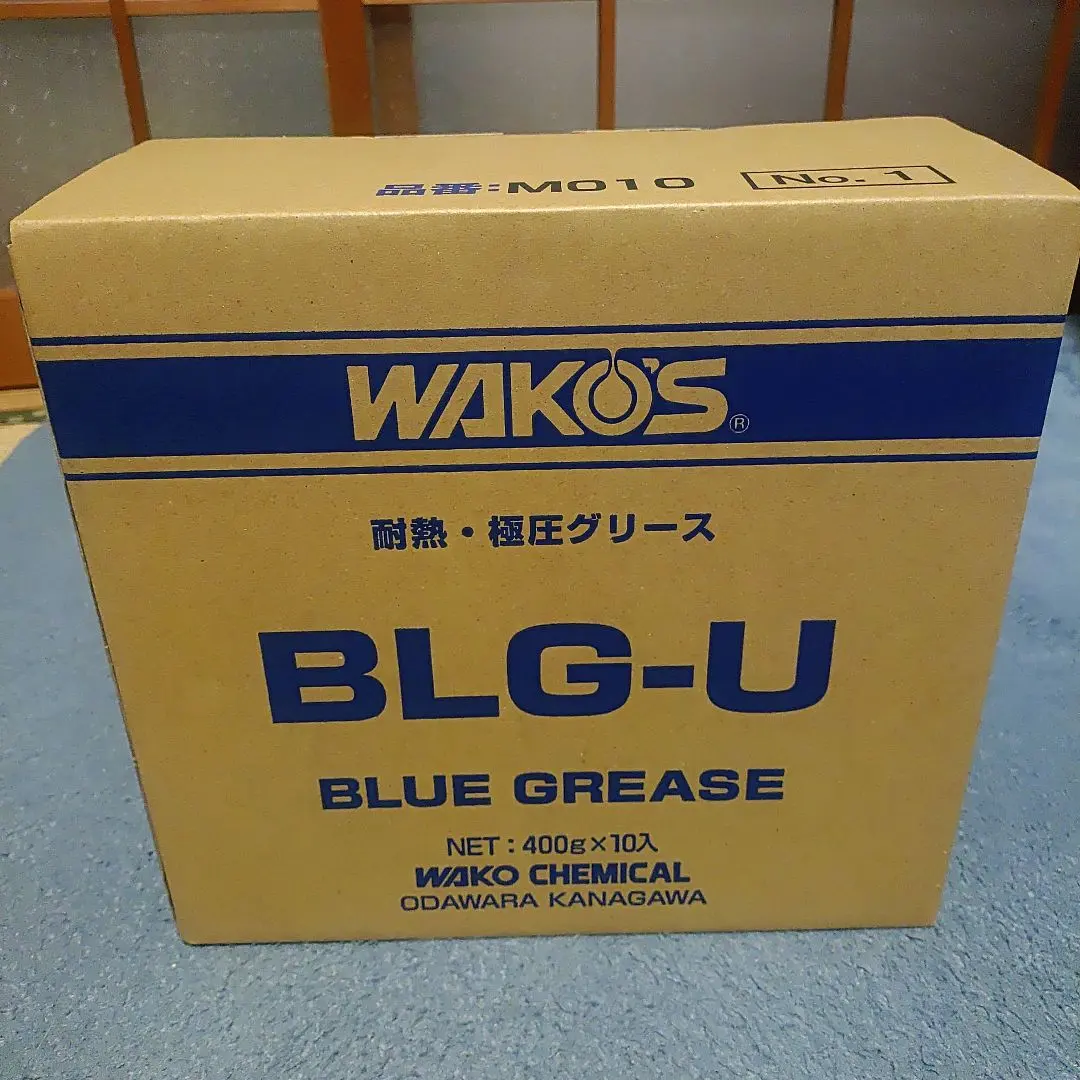 品番:M010 No. 1
WAKO'S®
耐熱・極圧グリース
BLG-U
BLUE GREASE
NET:400g×10入
WAKO CHEMICAL
ODAWARA KANAGAWA